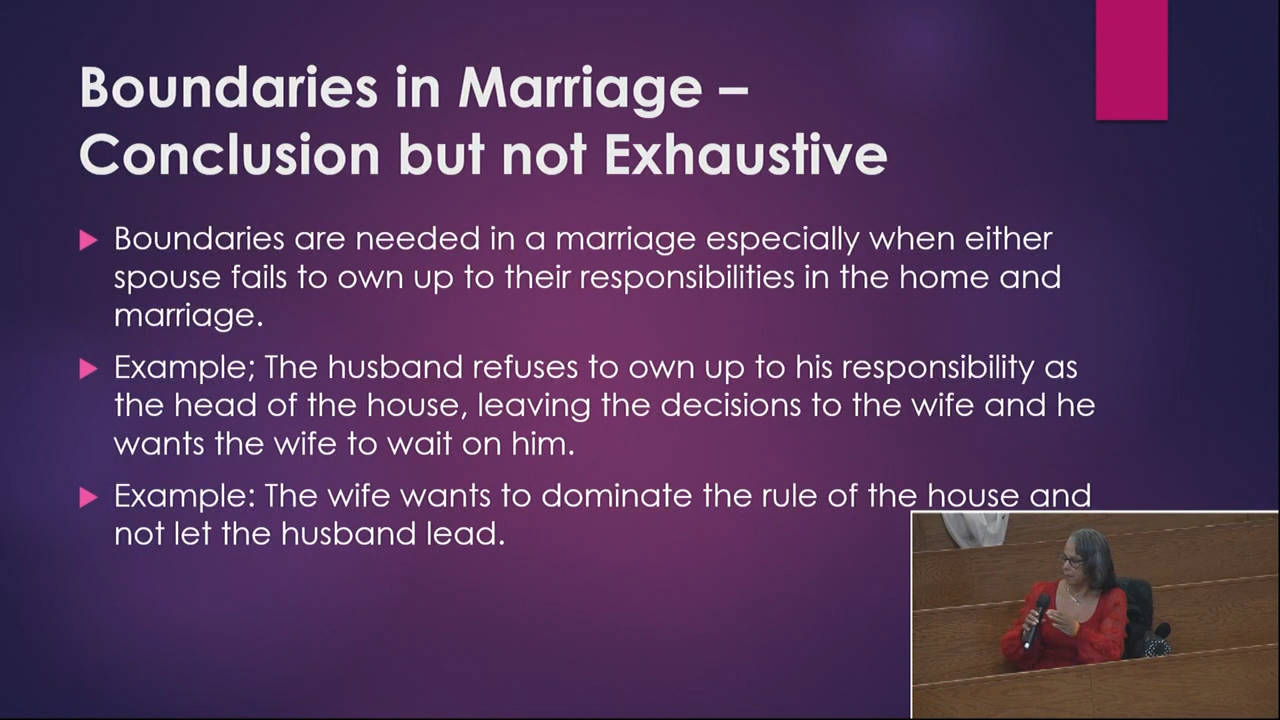 Boundaries in Marriage –
Conclusion but not Exhaustive
Boundaries are needed in a marriage especially when either
spouse fails to own up to their responsibilities in the home and
marriage.
Example; The husband refuses to own up to his responsibility as
the head of the house, leaving the decisions to the wife and he
wants the wife to wait on him.
Example: The wife wants to dominate the rule of the house and
not let the husband lead.